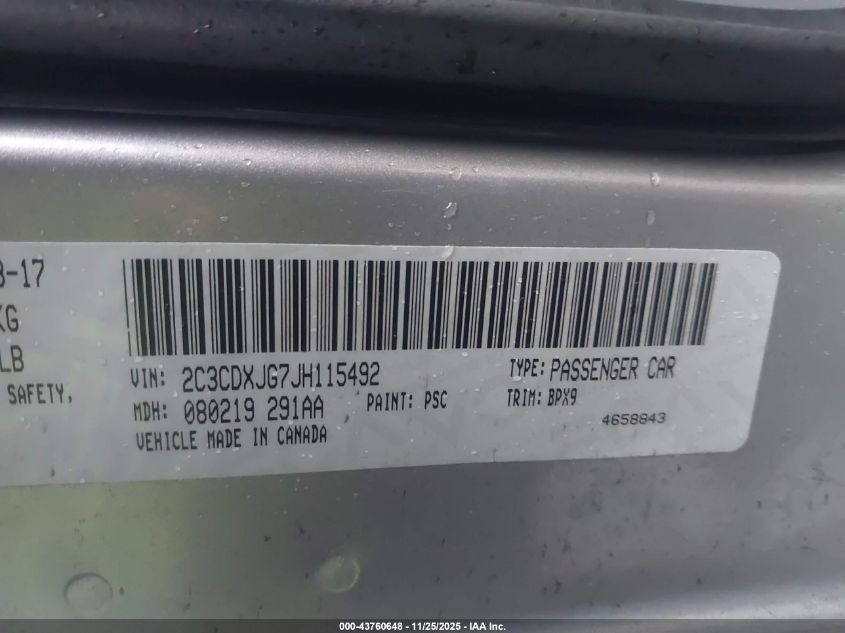 8-17
KG
LB
SAFETY,
VIN: 2C3CDXJG7JH115492
TYPE: PASSENGER CAR
MDH: 080219 291AA
PAINT: PSC
TRIM: BPX9
VEHICLE MADE IN CANADA
4658843
000-43760648 - 11/25/2025 - IAA Inc.